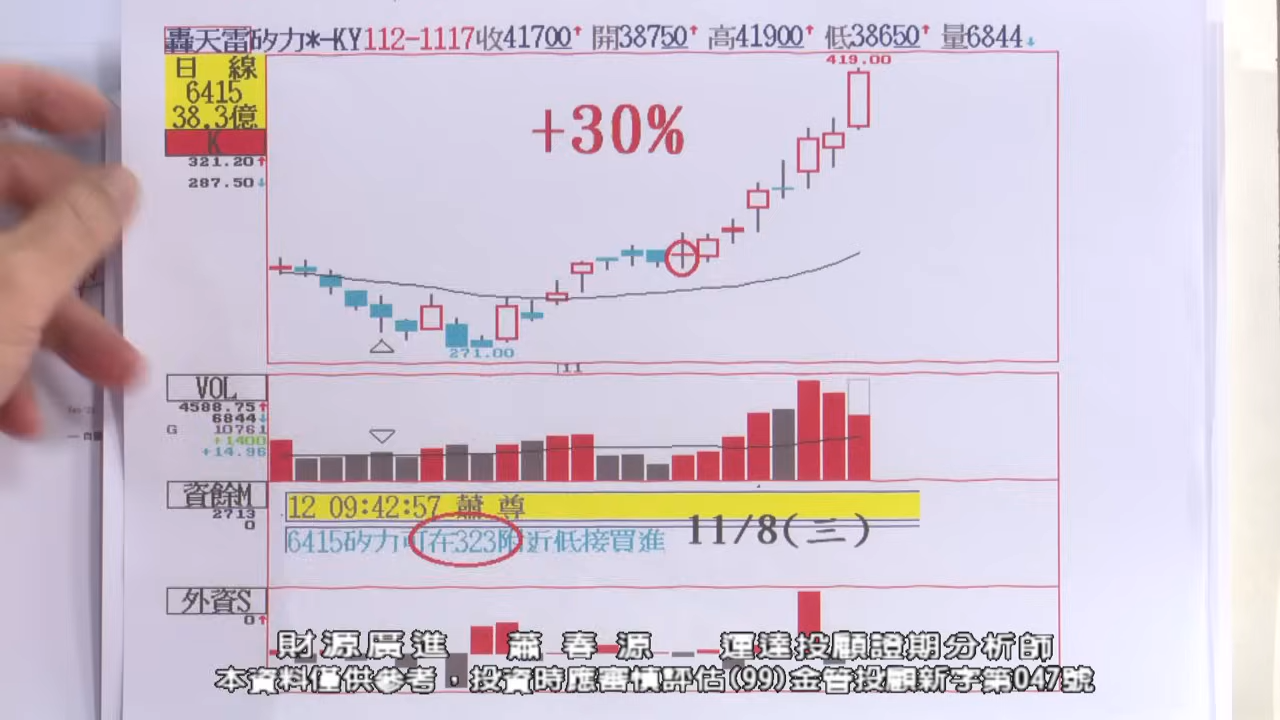 轟天雷矽力*-KY112-1117收41700↑ 開38750↑ 高41900↑ 低38650↑ 量6844↓
日 線
6415
38.3億
K
321.20↑
287.50↓
419.00
+30%
271.00
11
VOL
4588.75↑
6844↓
G 10761
+1400
+14.96
資餘M
2713
0
12 09:42:57 蕭 尊
6415矽力可在323附近低接買進
11/8(三)
外資S
0↑
財源廣進 蕭春源 運達投顧證期分析師
本資料僅供參考，投資時應審慎評估(99)金管投顧新字第047號